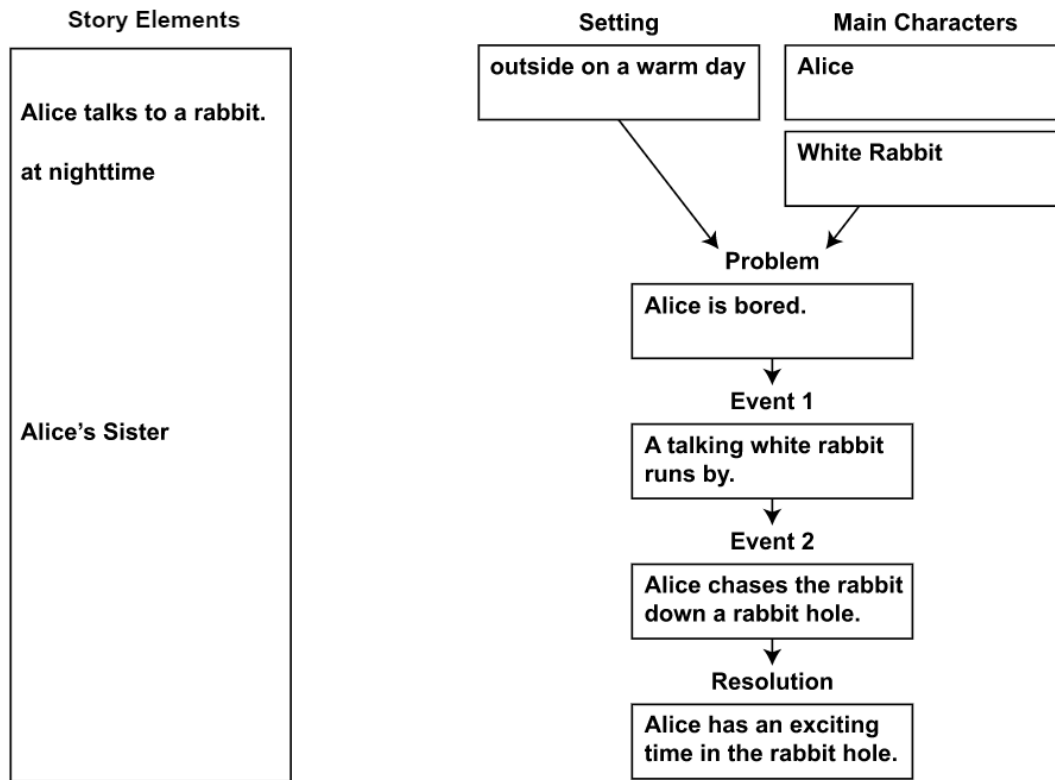 Story Elements
Alice talks to a rabbit.
at nighttime
Alice’s Sister
Setting
outside on a warm day
Main Characters
Alice
White Rabbit
Problem
Alice is bored.
Event 1
A talking white rabbit
runs by.
Event 2
Alice chases the rabbit
down a rabbit hole.
Resolution
Alice has an exciting
time in the rabbit hole.